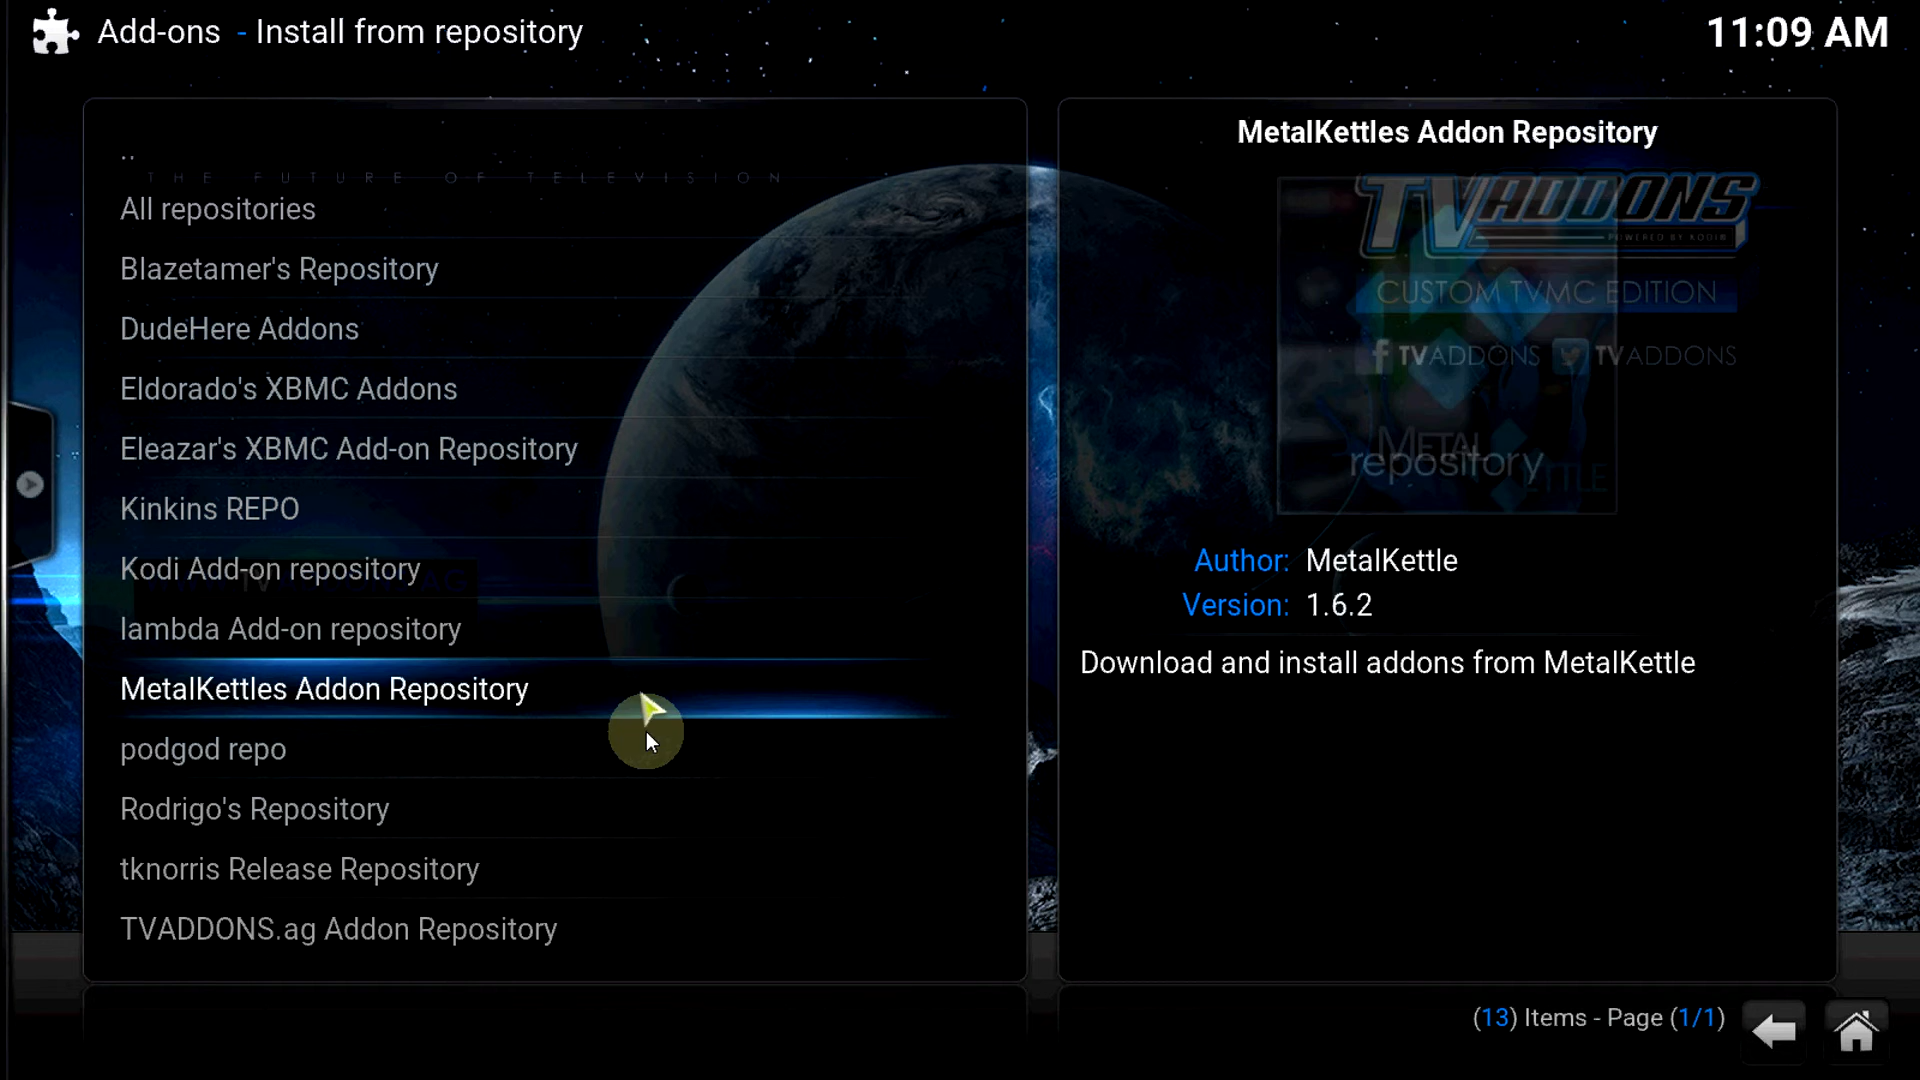 Add-ons - Install from repository
11:09 AM
..
THE FUTURE OF TELEVISION
All repositories
Blazetamer's Repository
DudeHere Addons
Eldorado's XBMC Addons
Eleazar's XBMC Add-on Repository
Kinkins REPO
Kodi Add-on repository
lambda Add-on repository
MetalKettles Addon Repository
podgod repo
Rodrigo's Repository
tknorris Release Repository
TVADDONS.ag Addon Repository
MetalKettles Addon Repository
TVADDONS
CUSTOM TVMC EDITION
f TVADDONS TVADDONS
METAL
repository
KETTLE
Author: MetalKettle
Version: 1.6.2
Download and install addons from MetalKettle
(13) Items - Page (1/1)